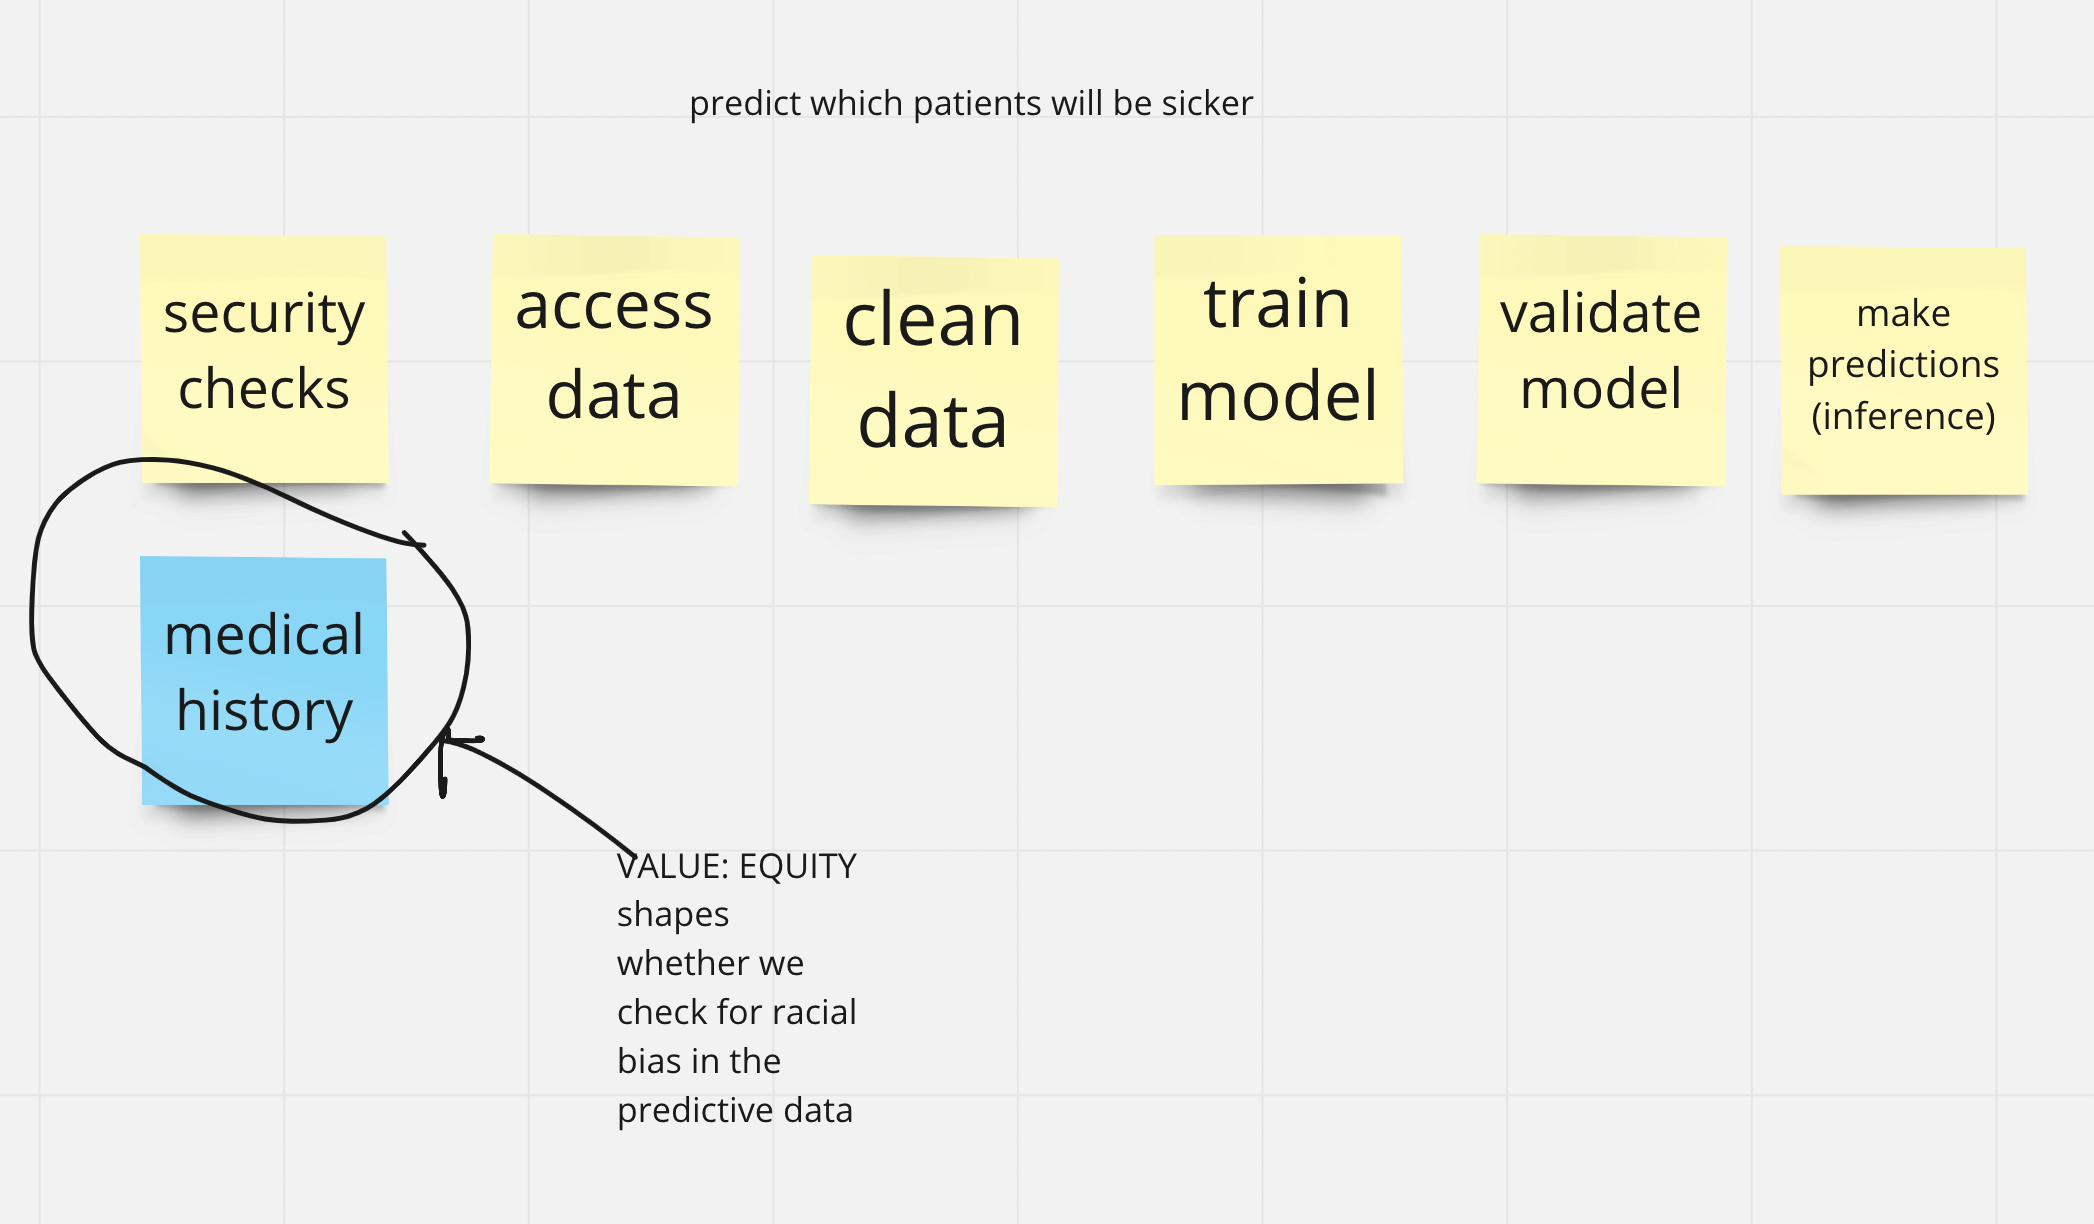 predict which patients will be sicker
security
checks
access
data
clean
data
train
model
validate
model
make
predictions
(inference)
medical
history
VALUE: EQUITY
shapes
whether we
check for racial
bias in the
predictive data